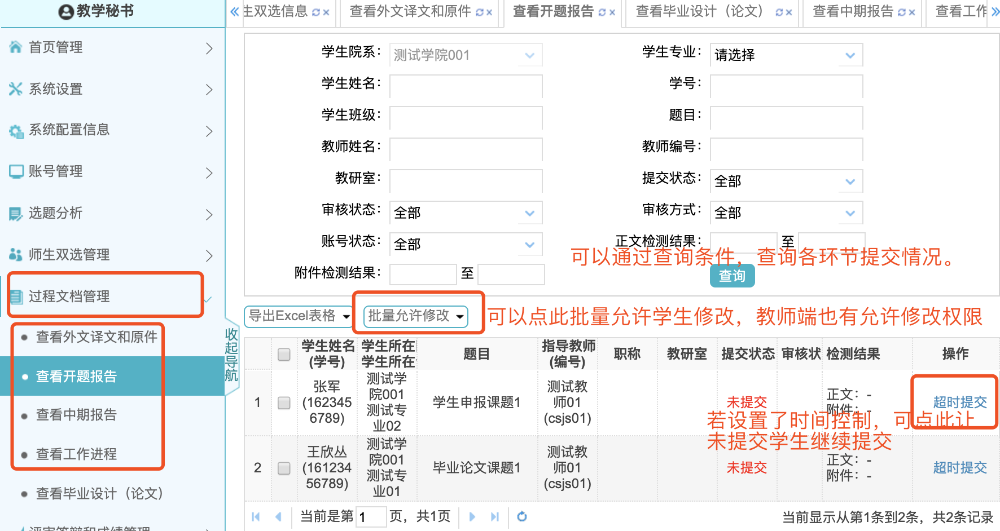 教学秘书
生双选信息
查看外文译文和原件
查看开题报告
查看毕业设计（论文）
查看中期报告
查看工作
首页管理
系统设置
系统配置信息
账号管理
选题分析
师生双选管理
过程文档管理
查看外文译文和原件
查看开题报告
查看中期报告
查看工作进程
查看毕业设计（论文）
评审答辩和成绩管理
收起导航
学生院系：
测试学院001
学生专业：
请选择
学生姓名：
学号：
学生班级：
题目：
教师姓名：
教师编号：
教研室：
提交状态：
全部
审核状态：
全部
审核方式：
全部
账号状态：
全部
正文检测结果：
至
可以通过查询条件，查询各环节提交情况。
附件检测结果：
至
查询
导出Excel表格
批量允许修改
可以点此批量允许学生修改，教师端也有允许修改权限
学生姓名
(学号)
学生所在
学生所在
题目
指导教师
(编号)
职称
教研室
提交状态
审核状
检测结果
操作
1
张军
(162345
6789)
测试学
院001
测试专
业02
学生申报课题1
测试教
师01
(csjs01)
未提交
正文：-
附件：-
超时提交
若设置了时间控制，可点此让
未提交学生继续提交
2
王欣丛
(161234
56789)
测试学
院001
测试专
业01
毕业论文课题1
测试教
师01
(csjs01)
未提交
正文：-
附件：-
超时提交
当前是第 1 页，共1页
当前显示从第1条到2条，共2条记录